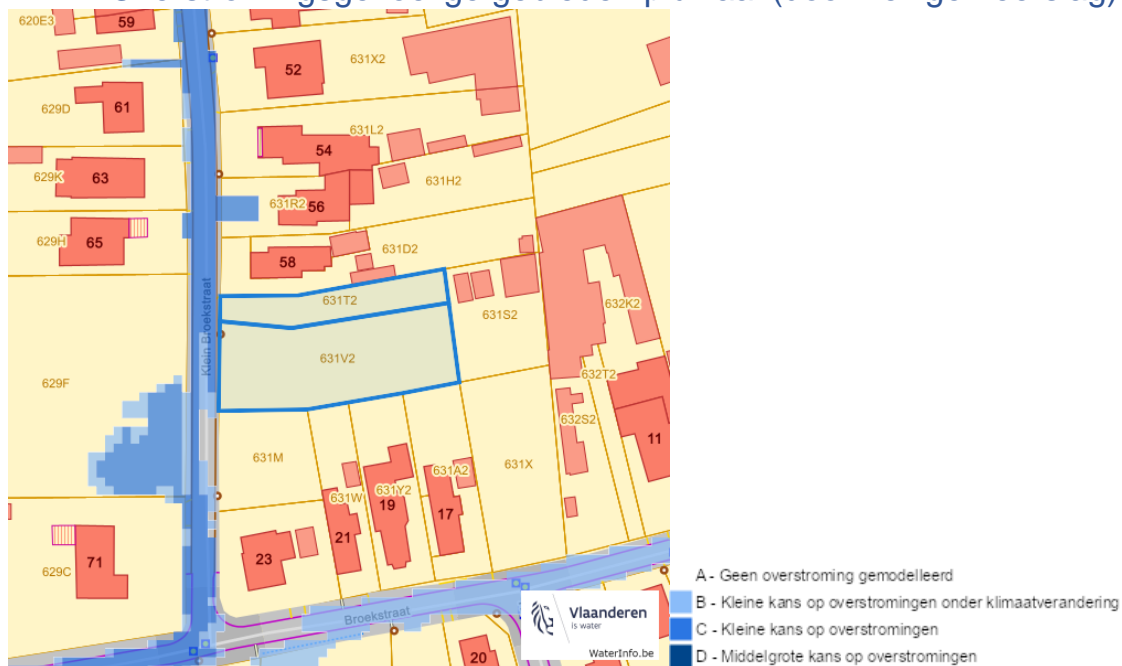 620E3
59
52
631X2
629D
61
631L2
54
629K
63
631H2
631R2
56
629H
65
631D2
58
Klein Broekstraat
631T2
631S2
632K2
631V2
629F
632T2
632S2
11
631M
631A2
631X
631W
631Y2
19
17
21
23
629C
71
Broekstraat
20
Vlaanderen
is water
WaterInfo.be
A - Geen overstroming gemodelleerd
B - Kleine kans op overstromingen onder klimaatverandering
C - Kleine kans op overstromingen
D - Middelgrote kans op overstromingen